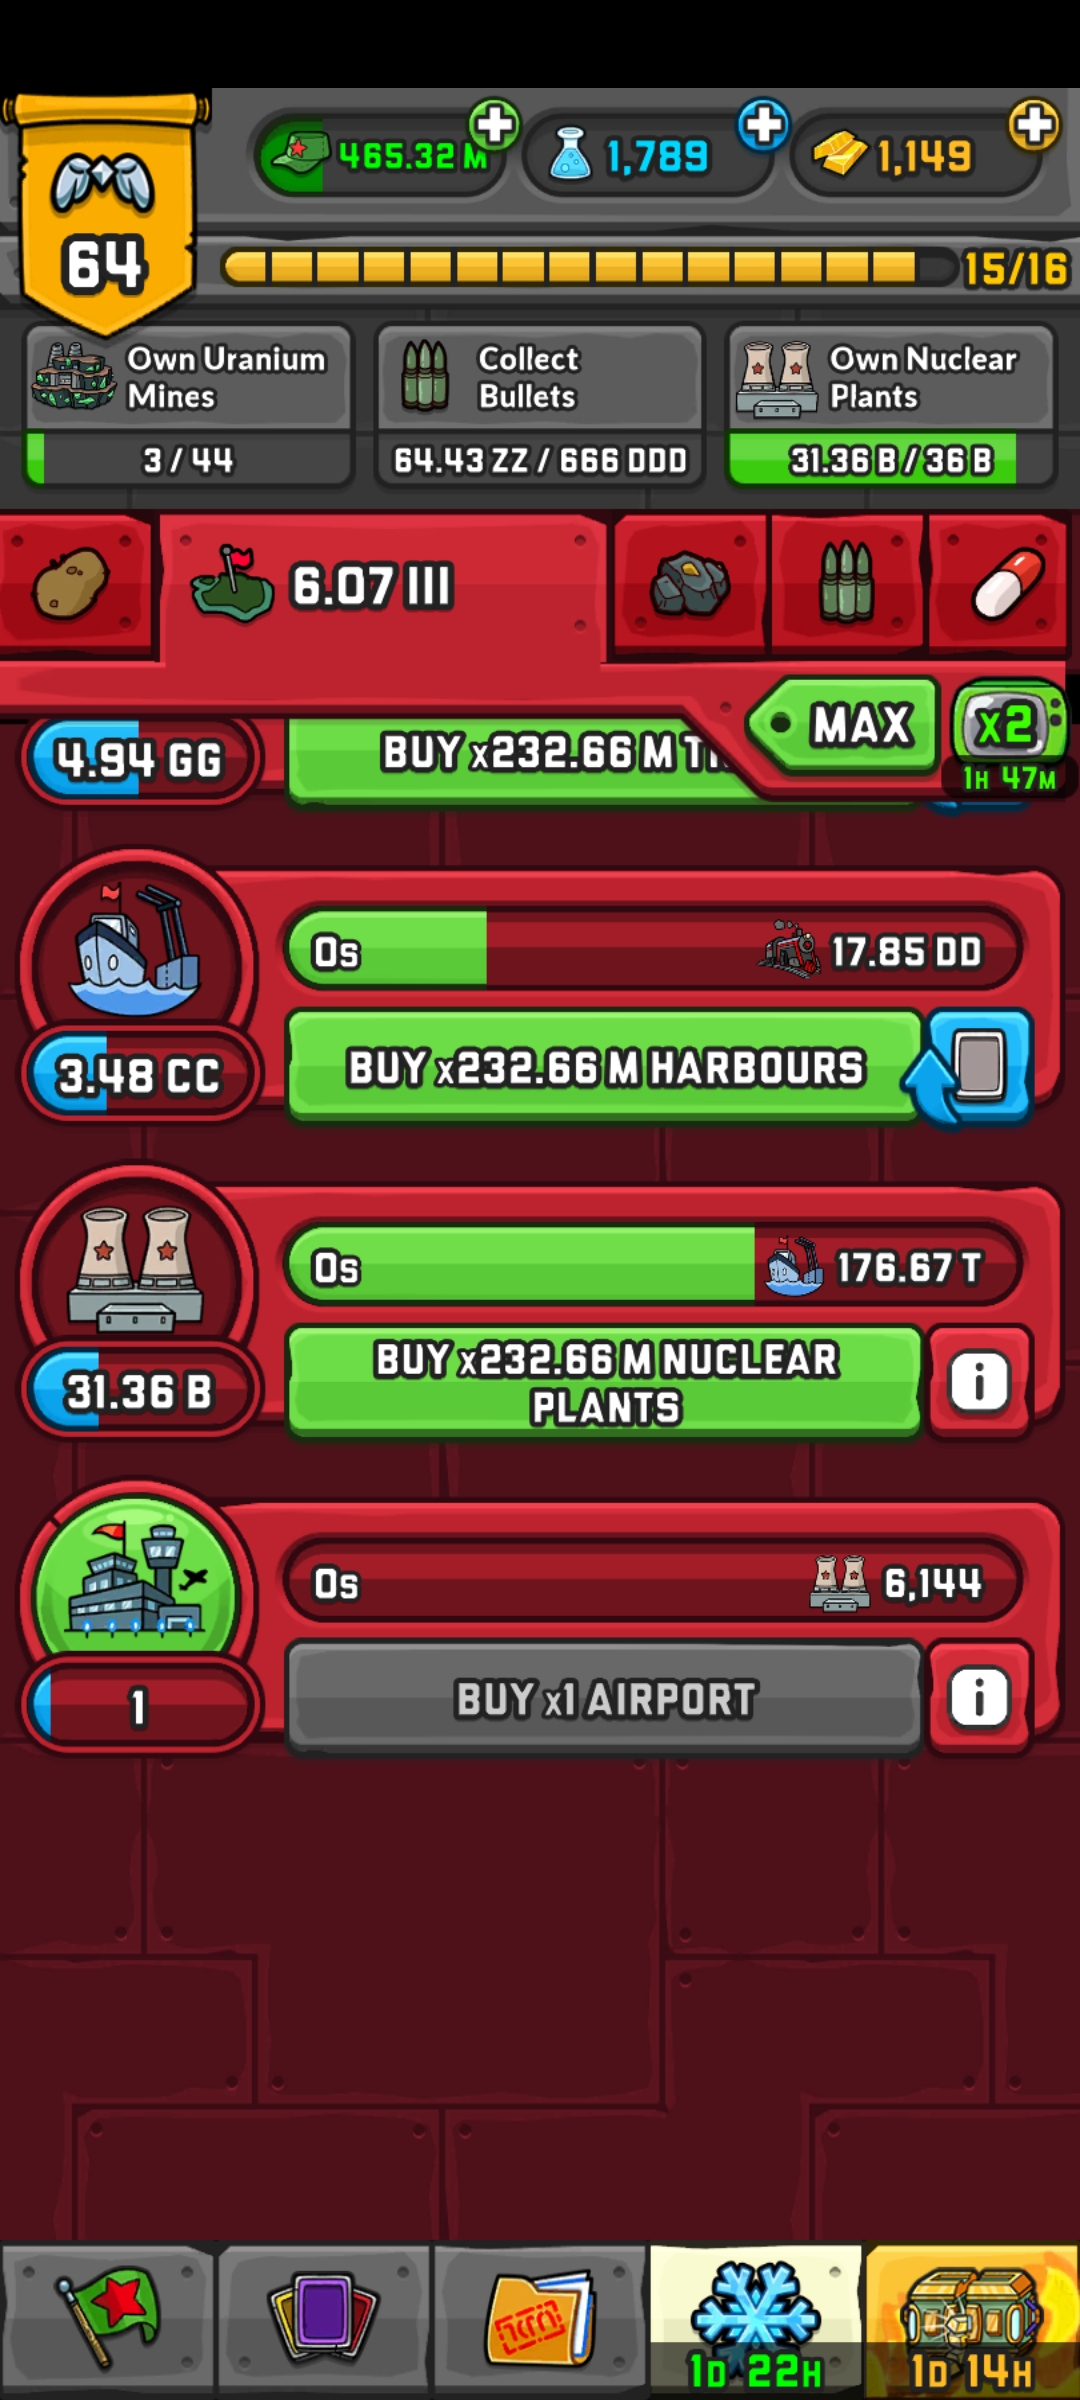 465.32 M
1,789
1,149
64
15/16
Own Uranium
Mines
3 / 44
Collect
Bullets
64.43 ZZ / 666 DDD
Own Nuclear
Plants
31.36 B / 36 B
6.07 III
MAX
x2
1H 47M
4.94 GG
BUY x232.66 M
0s
17.85 DD
3.48 CC
BUY x232.66 M HARBOURS
0s
176.67 T
31.36 B
BUY x232.66 M NUCLEAR
PLANTS
i
0s
6,144
1
BUY x1 AIRPORT
i
1D 22H
1D 14H